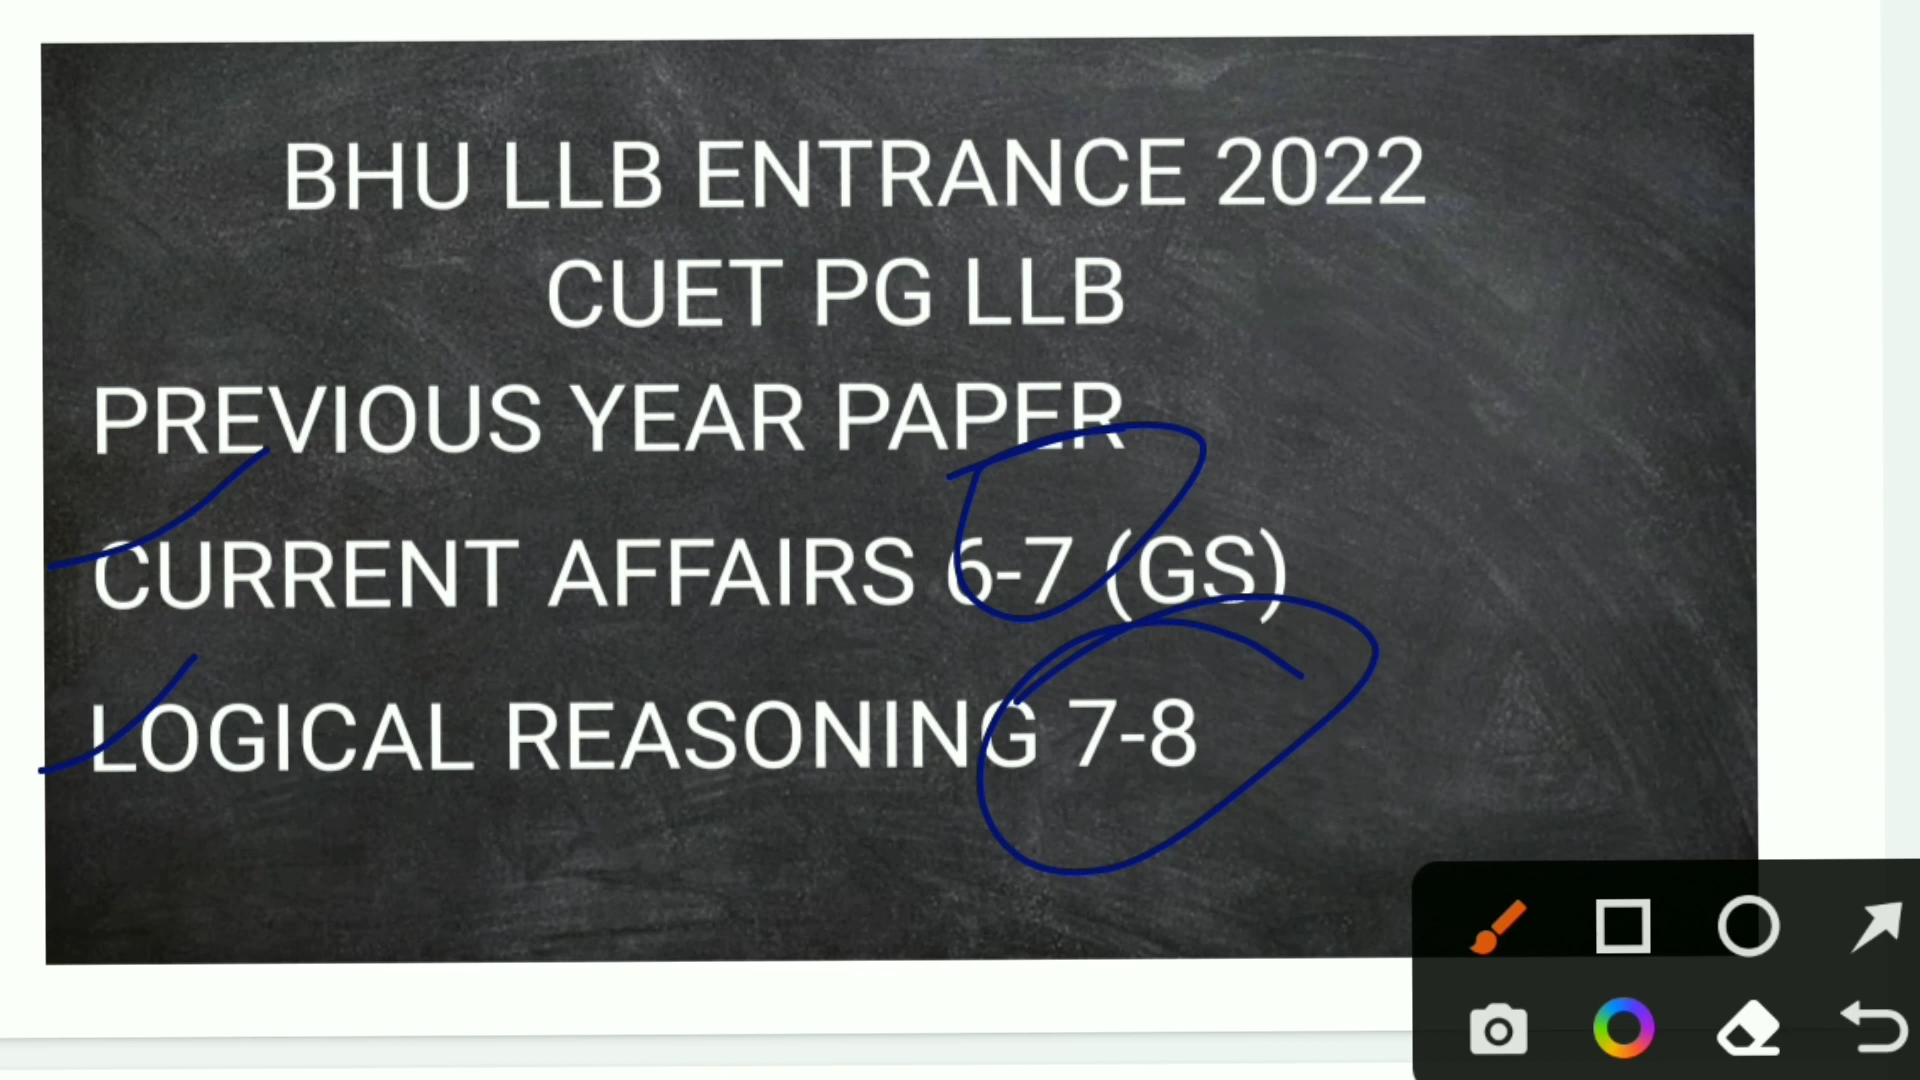 BHU LLB ENTRANCE 2022
CUET PG LLB
PREVIOUS YEAR PAPER
CURRENT AFFAIRS 6-7 (GS)
LOGICAL REASONING 7-8